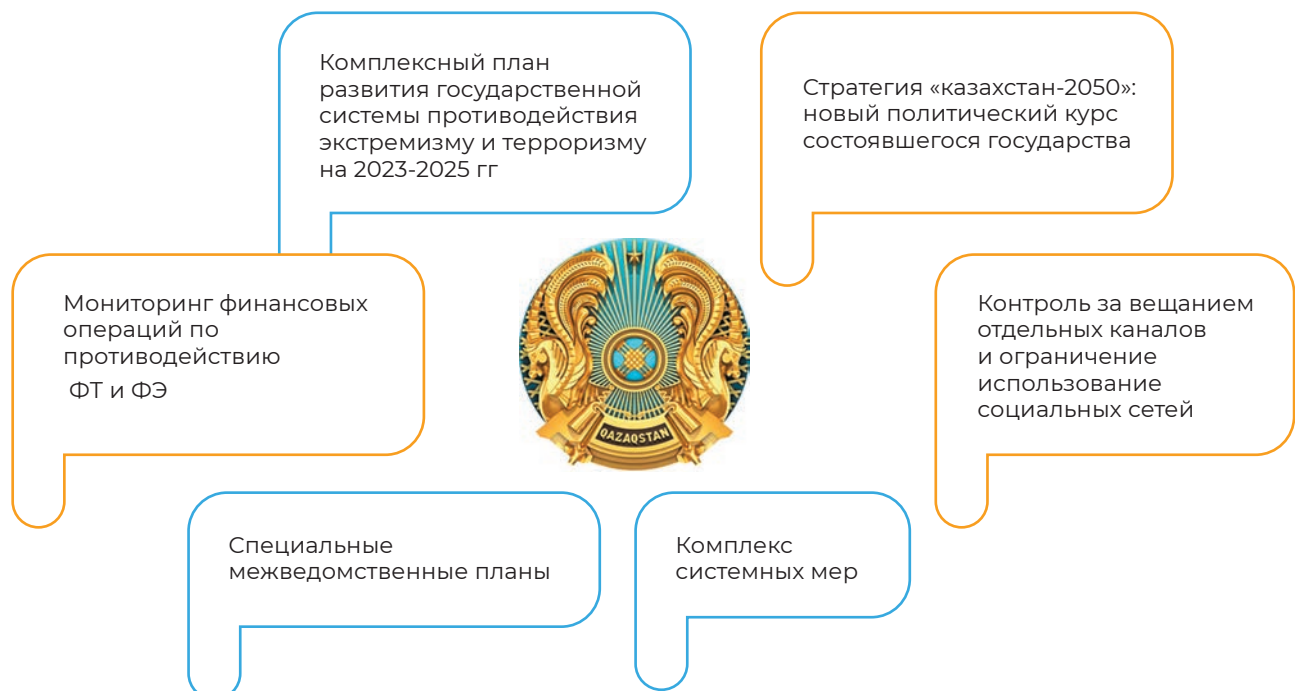 Комплексный план
развития государственной
системы противодействия
экстремизму и терроризму
на 2023-2025 гг
Стратегия «казахстан-2050»:
новый политический курс
состоявшегося государства
Мониторинг финансовых
операций по
противодействию
ФТ и ФЭ
QAZAQSTAN
Контроль за вещанием
отдельных каналов
и ограничение
использование
социальных сетей
Специальные
межведомственные планы
Комплекс
системных мер